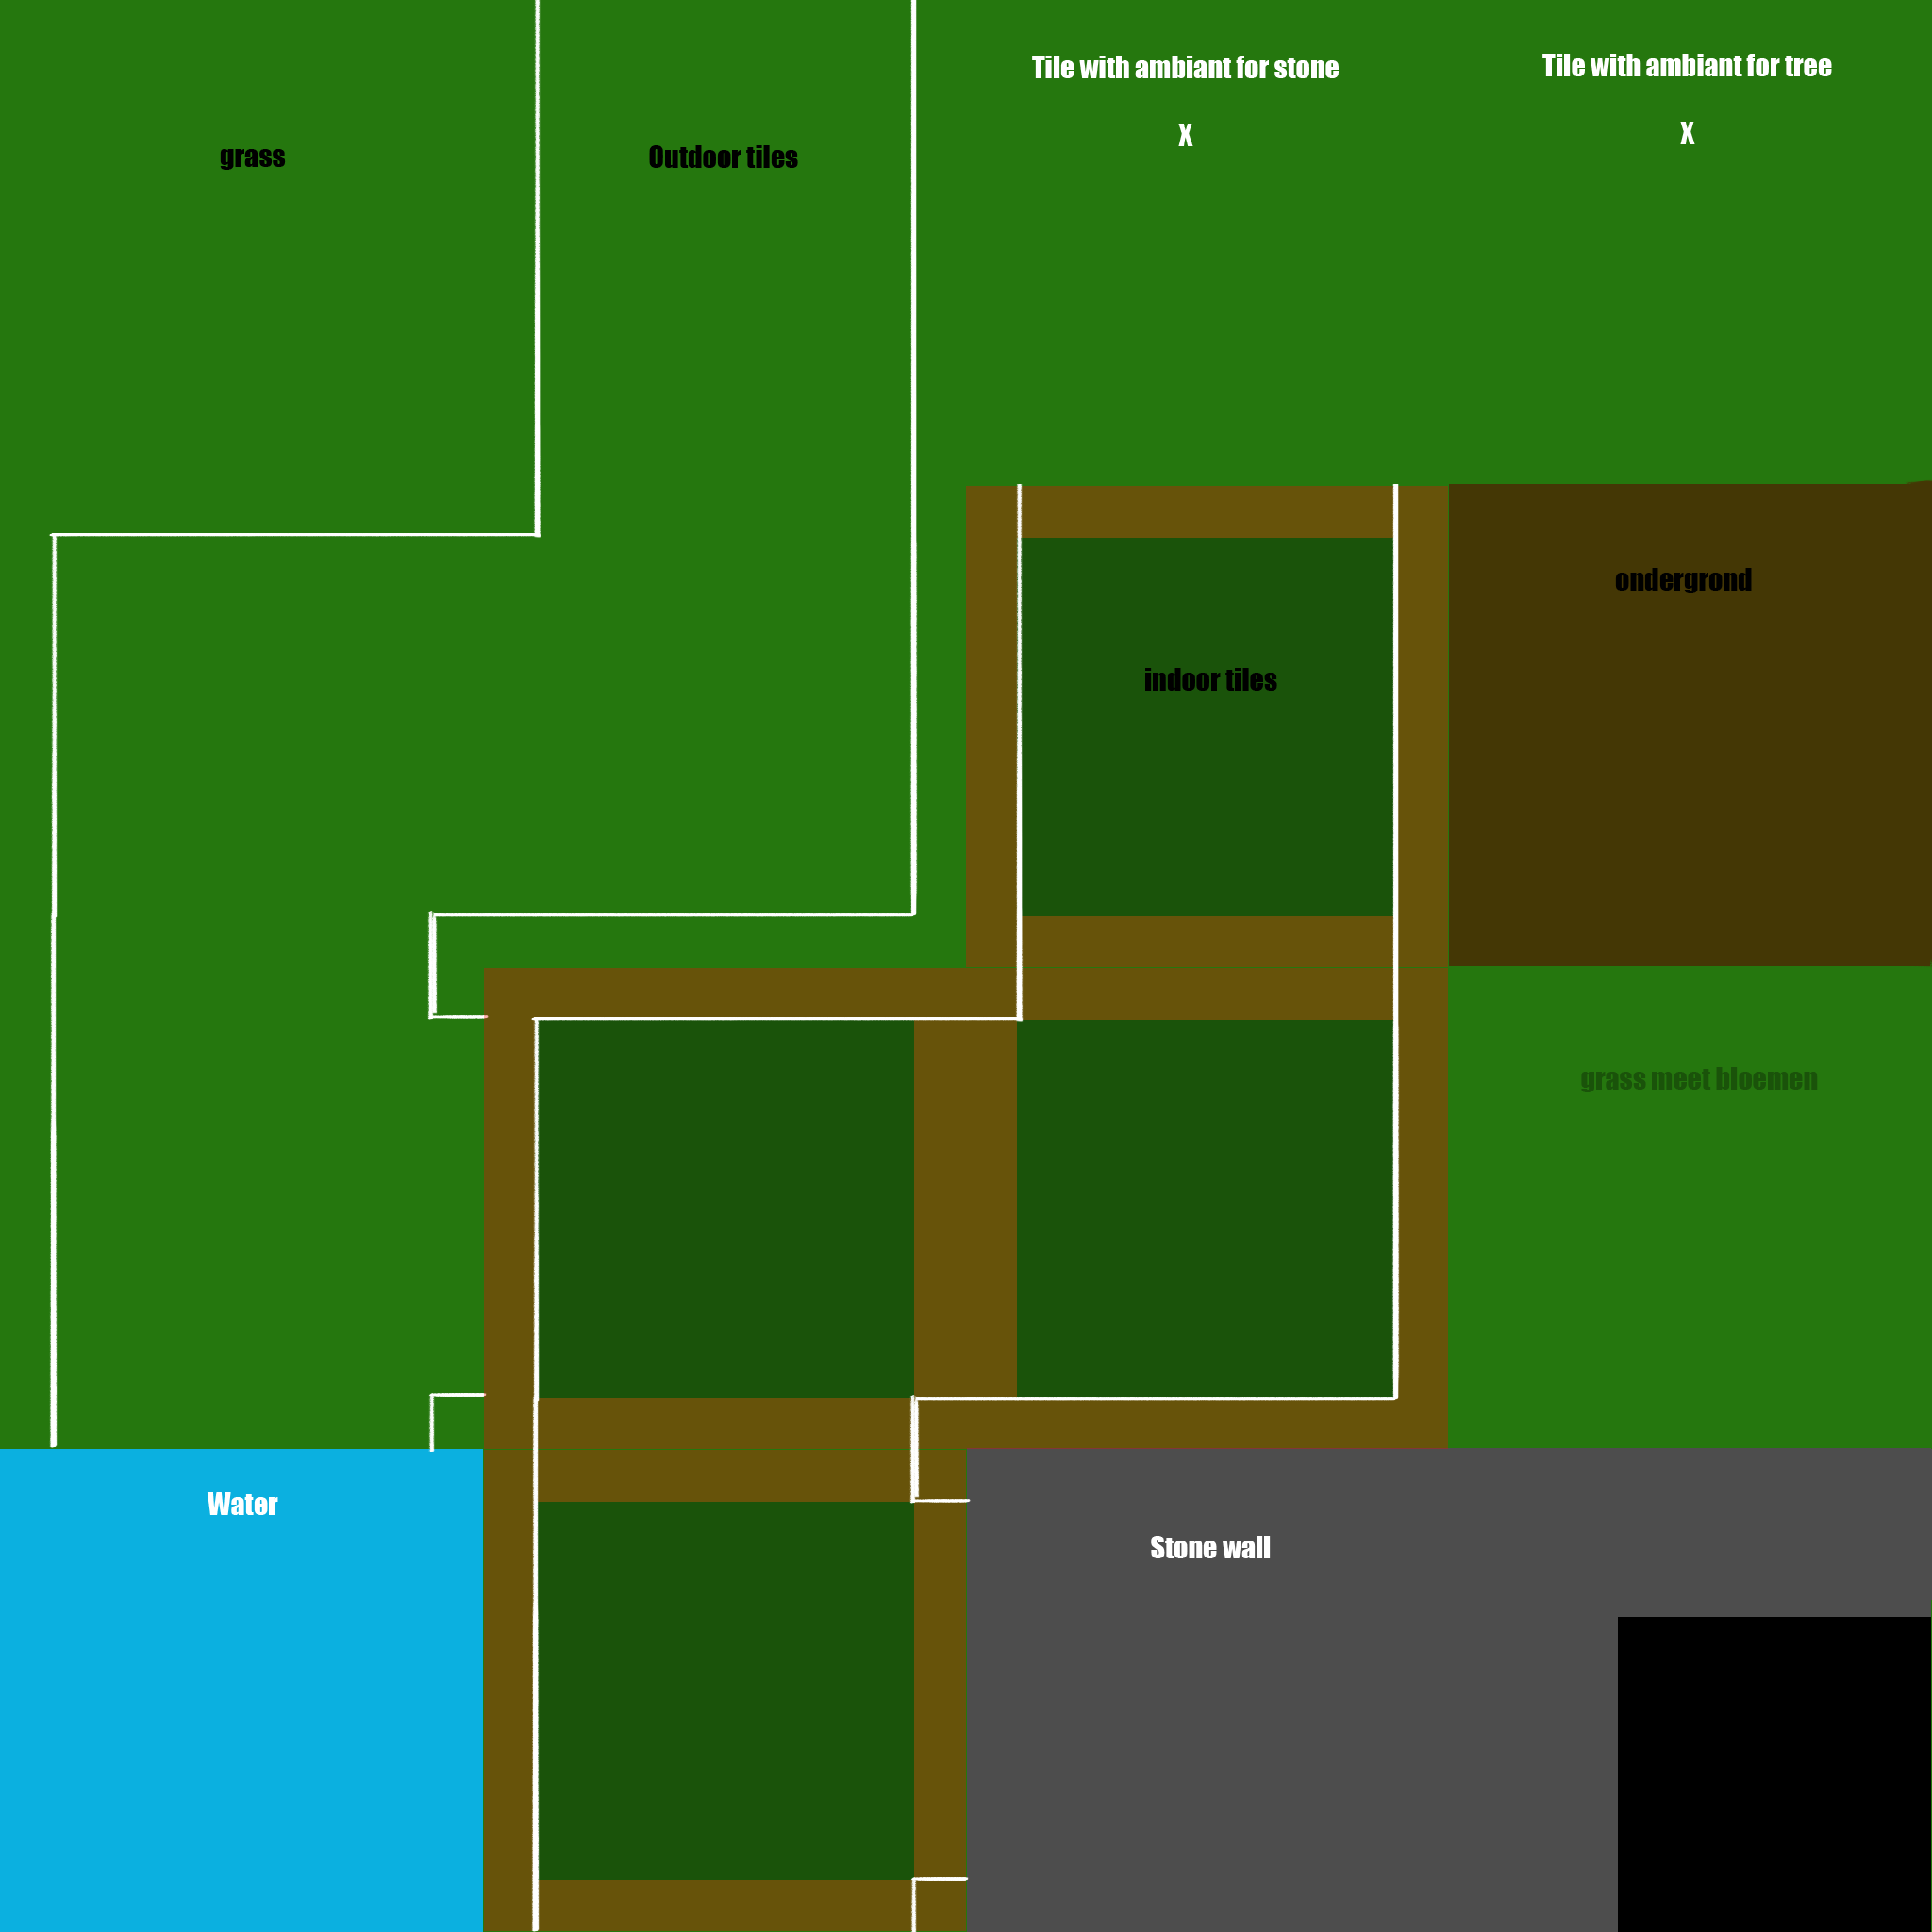 Tile with ambiant for stone
X
Tile with ambiant for tree
X
grass
Outdoor tiles
ondergrond
indoor tiles
grass meet bloemen
Water
Stone wall